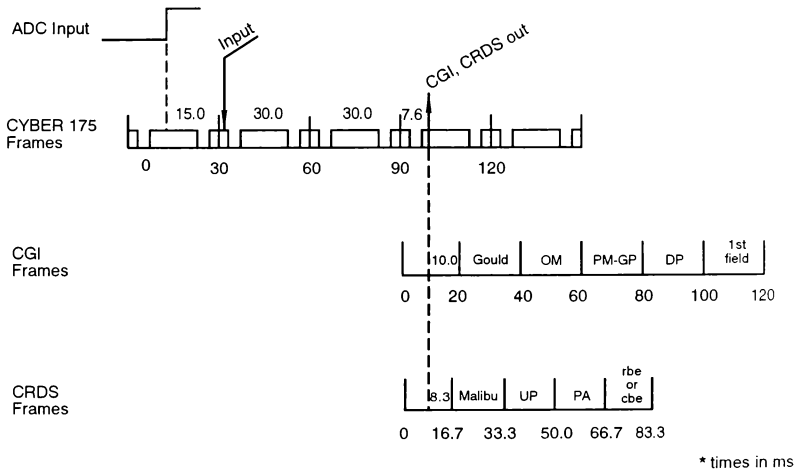 ADC Input
Input
CGI, CRDS out
15.0 30.0 30.0 7.6
CYBER 175
Frames
0 30 60 90 120
CGI
Frames
10.0 Gould OM PM-GP DP 1st
field
0 20 40 60 80 100 120
CRDS
Frames
8.3 Malibu UP PA rbe
or
cbe
0 16.7 33.3 50.0 66.7 83.3
* times in ms